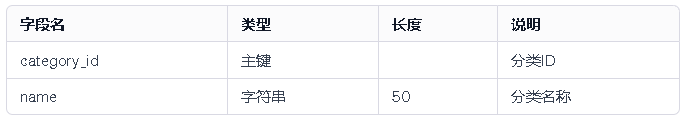 字段名 类型 长度 说明
category_id 主键 分类ID
name 字符串 50 分类名称